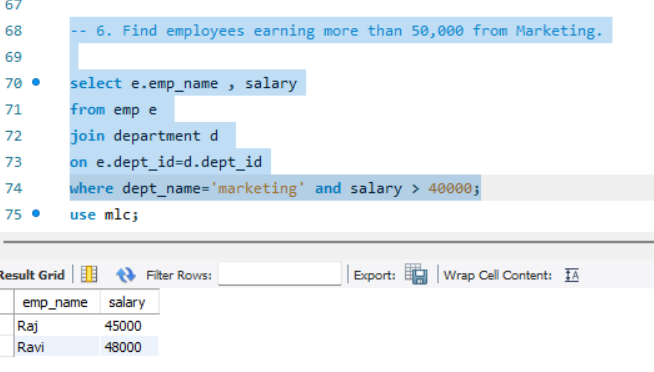 67
68 -- 6. Find employees earning more than 50,000 from Marketing.
69
70 select e.emp_name , salary
71 from emp e
72 join department d
73 on e.dept_id=d.dept_id
74 where dept_name='marketing' and salary > 40000;
75 use mlc;
Result Grid Filter Rows: Export: Wrap Cell Content: IA
emp_name salary
Raj 45000
Ravi 48000